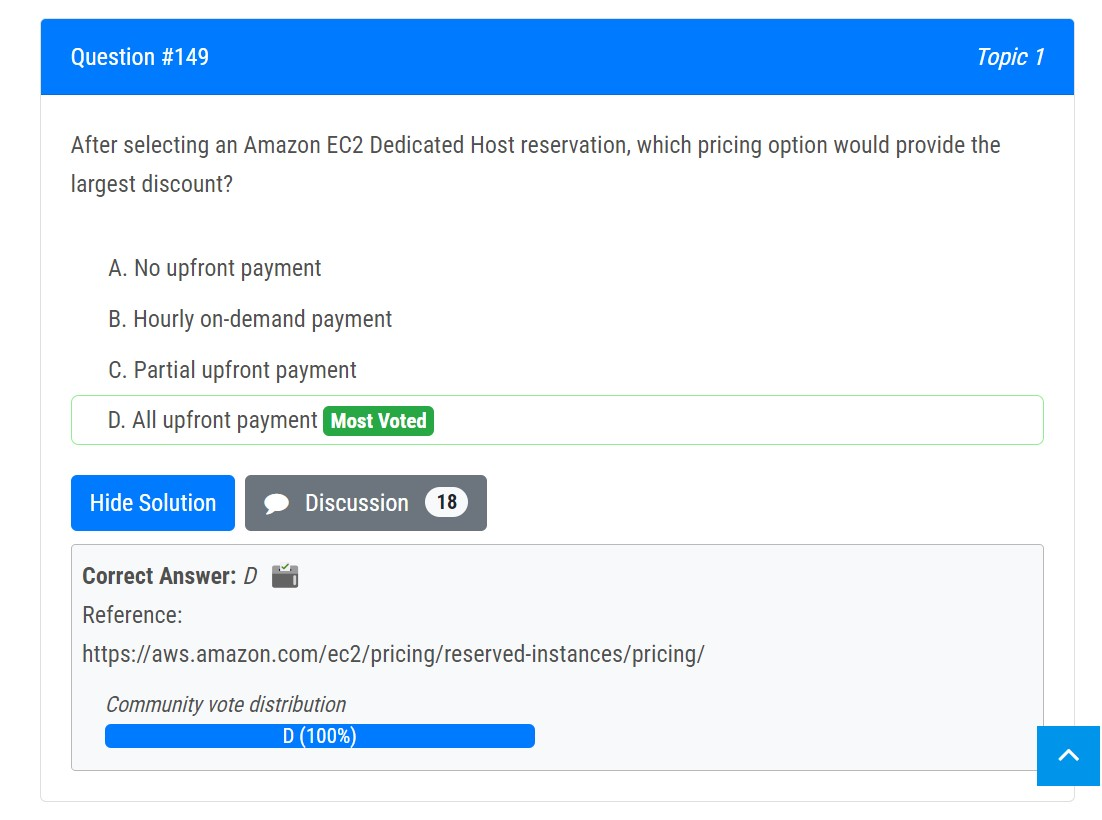 Question #149
Topic 1
After selecting an Amazon EC2 Dedicated Host reservation, which pricing option would provide the
largest discount?
A. No upfront payment
B. Hourly on-demand payment
C. Partial upfront payment
D. All upfront payment Most Voted
Hide Solution
Discussion 18
Correct Answer: D
Reference:
https://aws.amazon.com/ec2/pricing/reserved-instances/pricing/
Community vote distribution
D (100%)